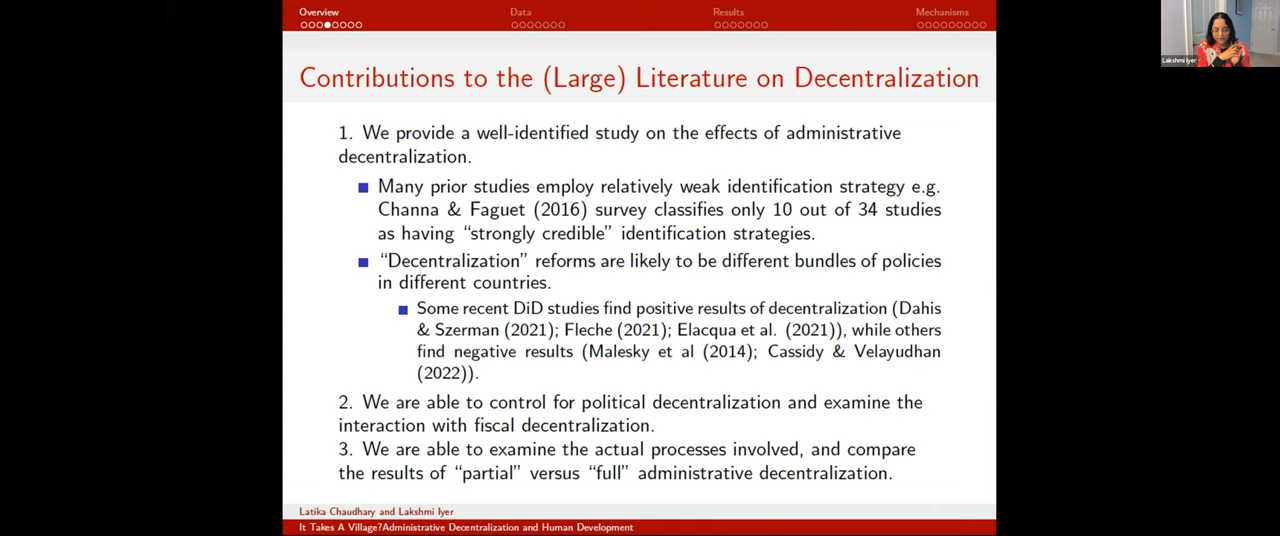 Overview
Data
Results
Mechanisms
Contributions to the (Large) Literature on Decentralization
1. We provide a well-identified study on the effects of administrative
decentralization.
Many prior studies employ relatively weak identification strategy e.g.
Channa & Faguet (2016) survey classifies only 10 out of 34 studies
as having “strongly credible” identification strategies.
“Decentralization” reforms are likely to be different bundles of policies
in different countries.
Some recent DiD studies find positive results of decentralization (Dahis
& Szerman (2021); Fleche (2021); Elacqua et al. (2021)), while others
find negative results (Malesky et al (2014); Cassidy & Velayudhan
(2022)).
2. We are able to control for political decentralization and examine the
interaction with fiscal decentralization.
3. We are able to examine the actual processes involved, and compare
the results of “partial” versus “full” administrative decentralization.
Latika Chaudhary and Lakshmi Iyer
It Takes A Village?Administrative Decentralization and Human Development
Lakshmi Iyer